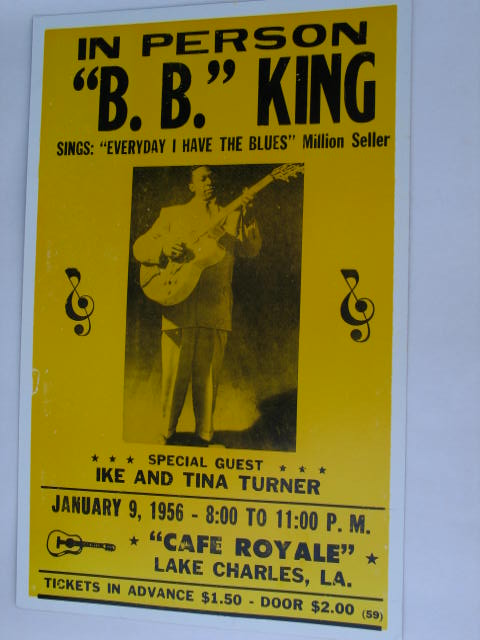 IN PERSON
"B. B." KING
SINGS: "EVERYDAY I HAVE THE BLUES" Million Seller
SPECIAL GUEST
IKE AND TINA TURNER
JANUARY 9, 1956 - 8:00 TO 11:00 P. M.
"CAFE ROYALE"
LAKE CHARLES, LA.
TICKETS IN ADVANCE $1.50 - DOOR $2.00 (59)